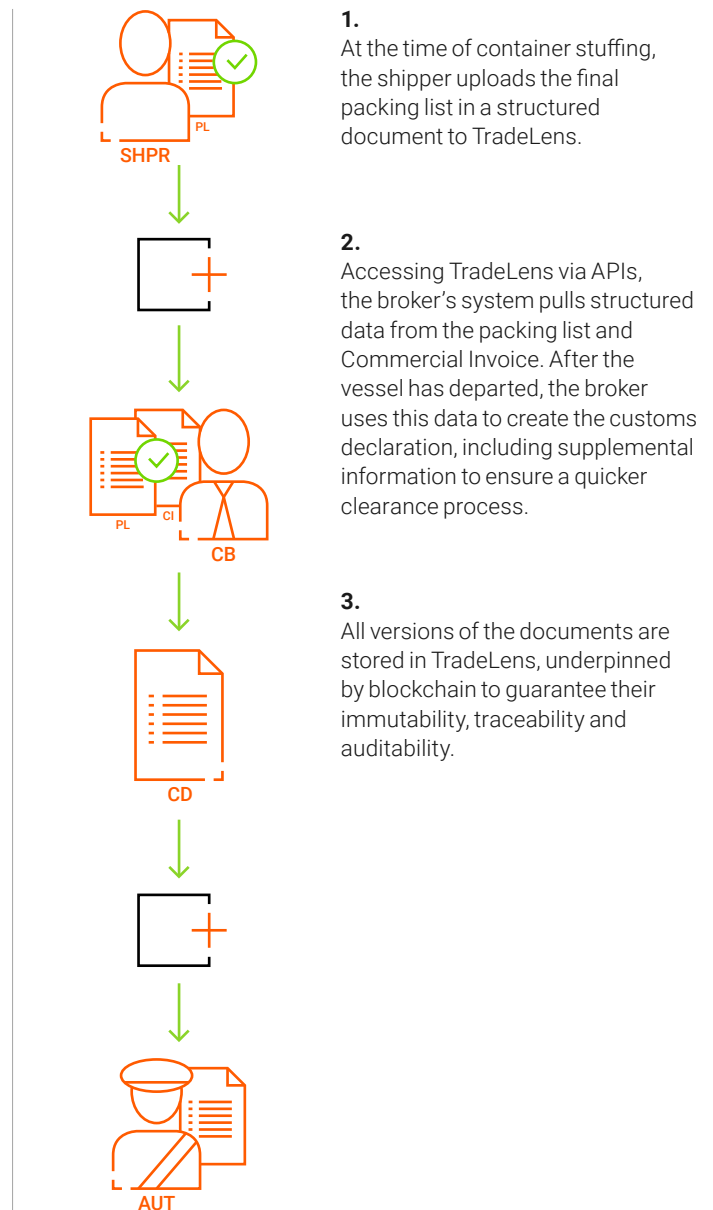 1.
At the time of container stuffing,
the shipper uploads the final
packing list in a structured
document to TradeLens.
PL
SHPR
2.
Accessing TradeLens via APIs,
the broker’s system pulls structured
data from the packing list and
Commercial Invoice. After the
vessel has departed, the broker
uses this data to create the customs
declaration, including supplemental
information to ensure a quicker
clearance process.
PL
CI
CB
3.
All versions of the documents are
stored in TradeLens, underpinned
by blockchain to guarantee their
immutability, traceability and
auditability.
CD
AUT